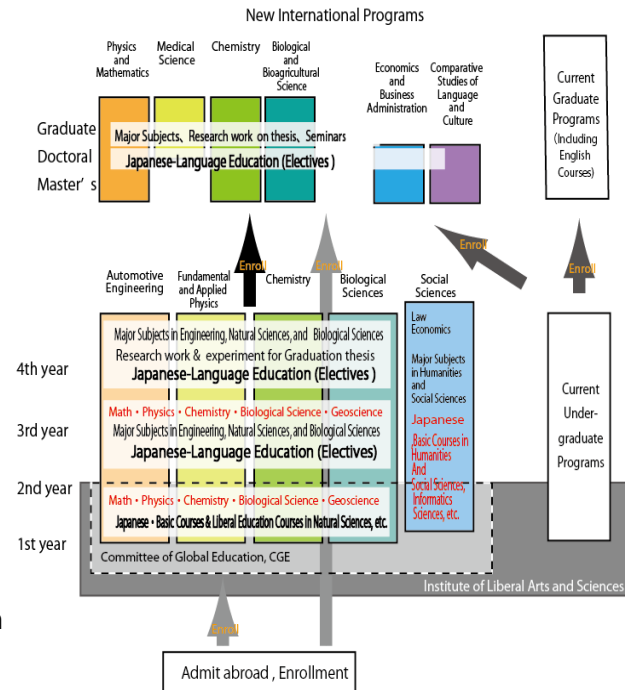 New International Programs
Physics
and
Mathematics
Medical
Science
Chemistry
Biological
and
Bioagricultural
Science
Economics
and
Business
Administration
Comparative
Studies of
Language
and
Culture
Current
Graduate
Programs
(Including
English
Courses)
Graduate
Doctoral
Master's
Major Subjects、Research work on thesis、Seminars
Japanese-Language Education (Electives )
Enroll
Enroll
Enroll
Automotive
Engineering
Fundamental
and Applied
Physics
Chemistry
Biological
Sciences
Social
Sciences
4th year
3rd year
2nd year
1st year
Major Subjects in Engineering, Natural Sciences, and Biological Sciences
Research work & experiment for Graduation thesis
Japanese-Language Education (Electives )
Math・Physics・Chemistry・Biological Science・Geoscience
Major Subjects in Engineering, Natural Sciences, and Biological Sciences
Japanese-Language Education (Electives)
Math・Physics・Chemistry・Biological Science・Geoscience
Japanese・Basic Courses & Liberal Education Courses in Natural Sciences, etc.
Law
Economics
Major Subjects
in Humanities
and
Social Sciences
Japanese
Basic Courses in
Humanities
And
Social Sciences,
Informatics
Sciences, etc.
Current
Under-
graduate
Programs
Committee of Global Education, CGE
Institute of Liberal Arts and Sciences
Enroll
Admit abroad , Enrollment